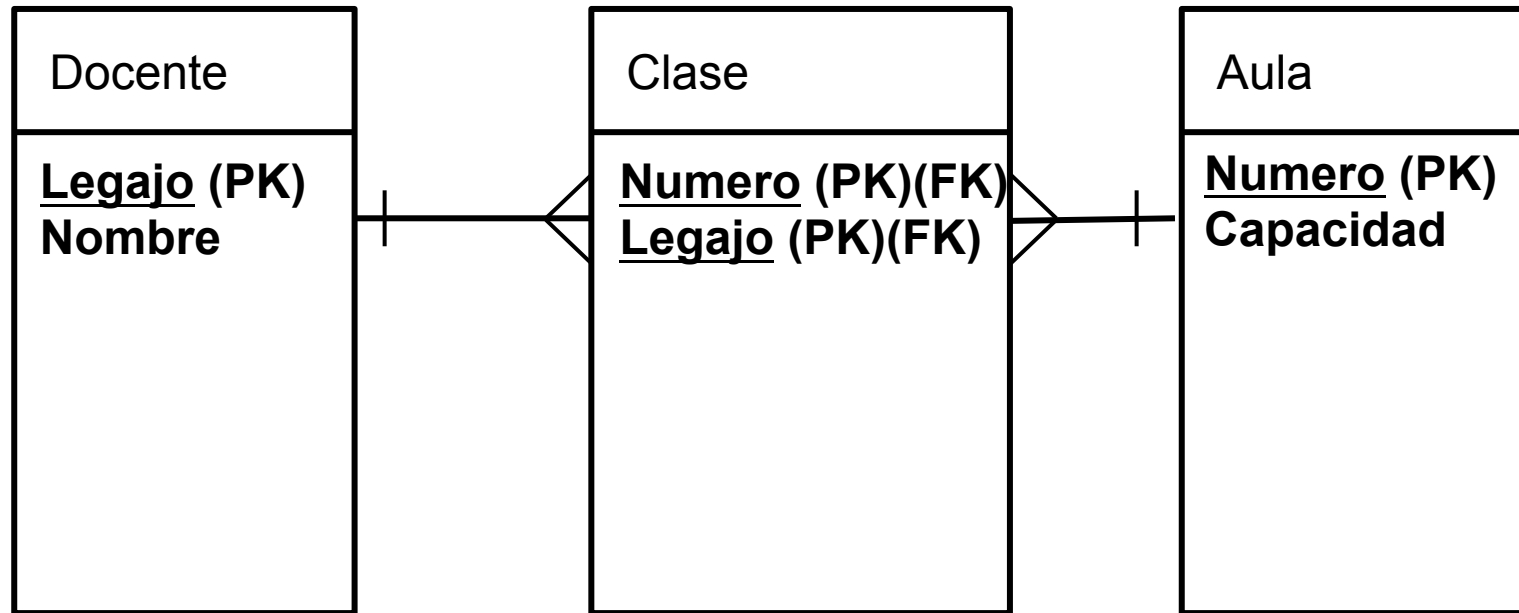 Docente
Legajo (PK)
Nombre
Clase
Numero (PK)(FK)
Legajo (PK)(FK)
Aula
Numero (PK)
Capacidad